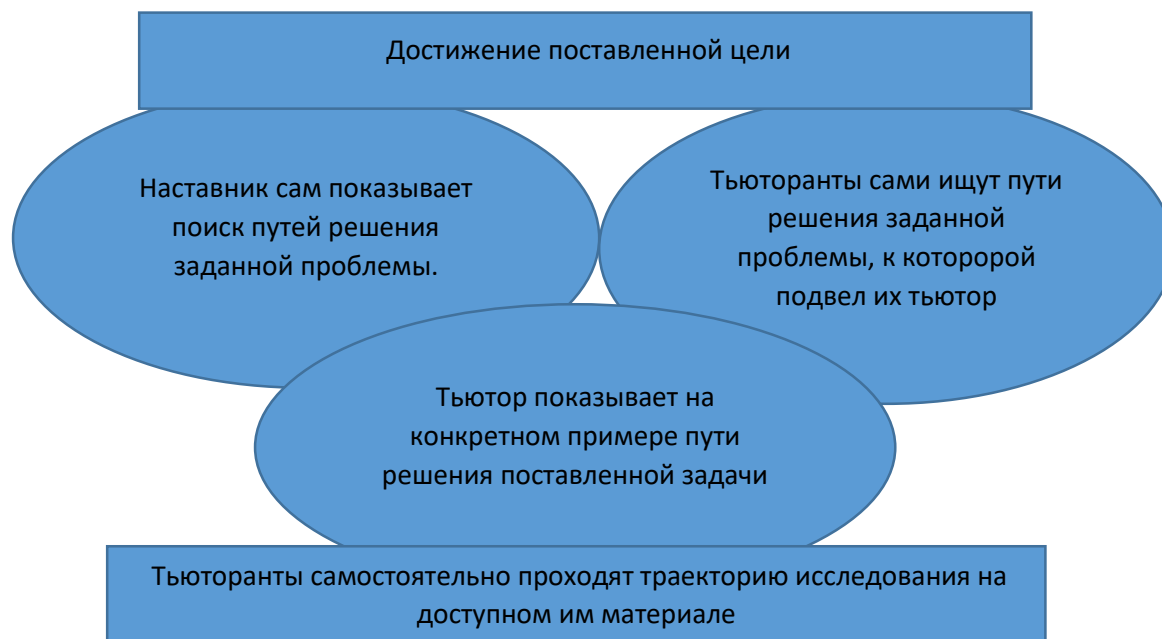 Достижение поставленной цели
Наставник сам показывает
поиск путей решения
заданной проблемы.
Тьюторанты сами ищут пути
решения заданной
проблемы, к которорой
подвел их тьютор
Тьютор показывает на
конкретном примере пути
решения поставленной задачи
Тьюторанты самостоятельно проходят траекторию исследования на
доступном им материале